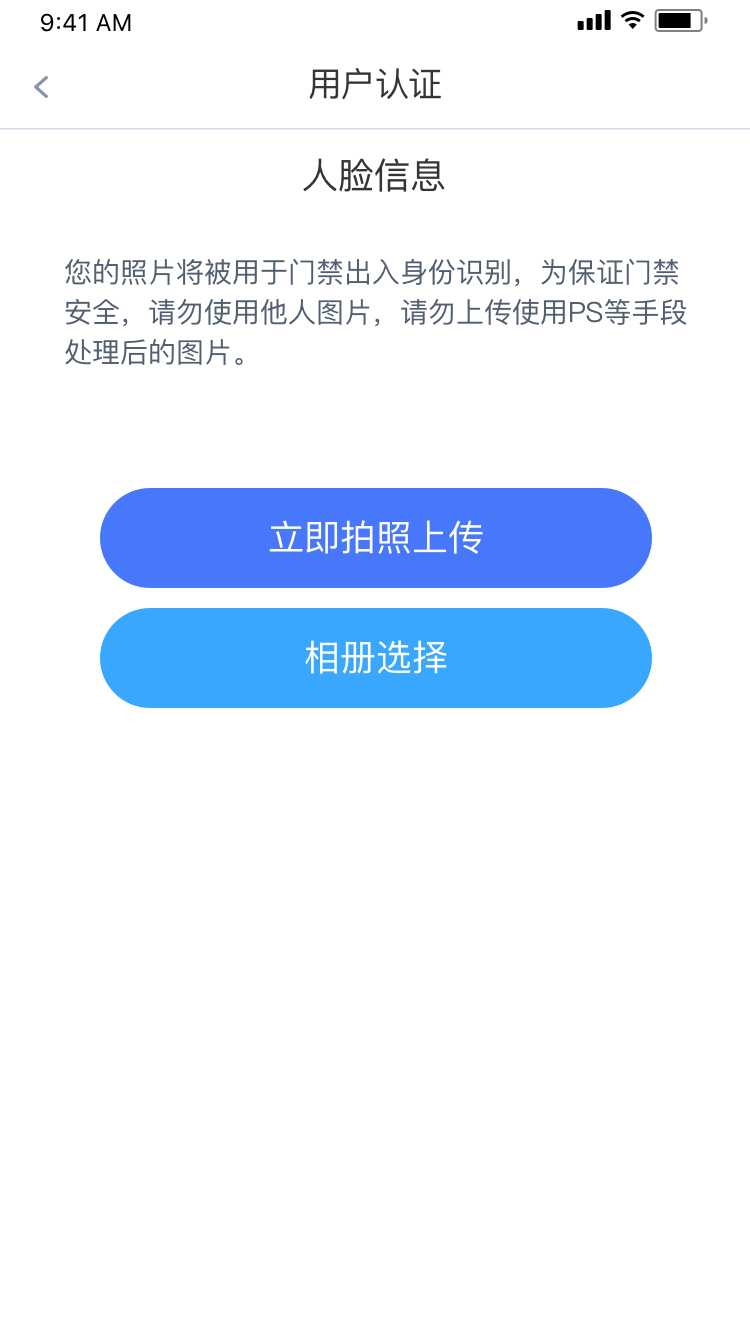 9:41 AM
用户认证
人脸信息
您的照片将被用于门禁出入身份识别，为保证门禁
安全，请勿使用他人图片，请勿上传使用PS等手段
处理后的图片。
立即拍照上传
相册选择